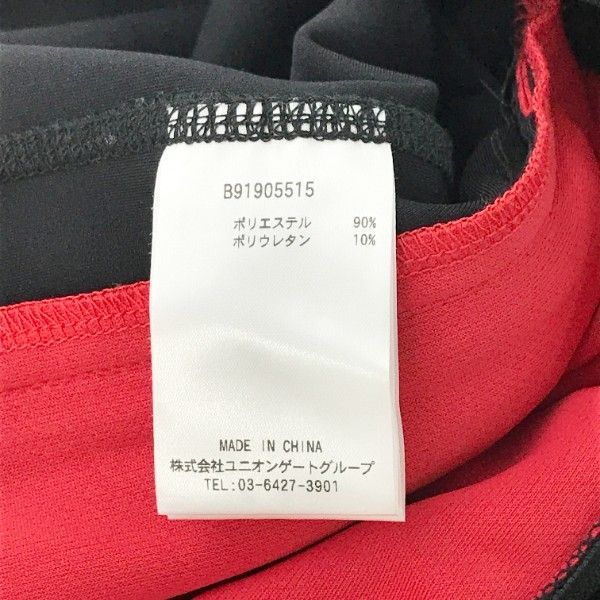 B91905515
ポリエステル 90%
ポリウレタン 10%
MADE IN CHINA
株式会社ユニオンゲートグループ
TEL:03-6427-3901